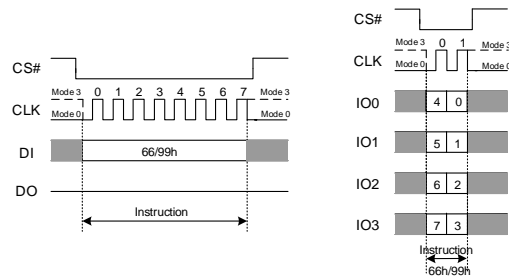 CS#
Mode 3 0 1 2 3 4 5 6 7 Mode 3
CLK
Mode 0 Mode 0
DI 66/99h
DO
Instruction
CS#
Mode 3 0 1 Mode 3
CLK
Mode 0 Mode 0
IO0 4 0
IO1 5 1
IO2 6 2
IO3 7 3
Instruction
66h/99h